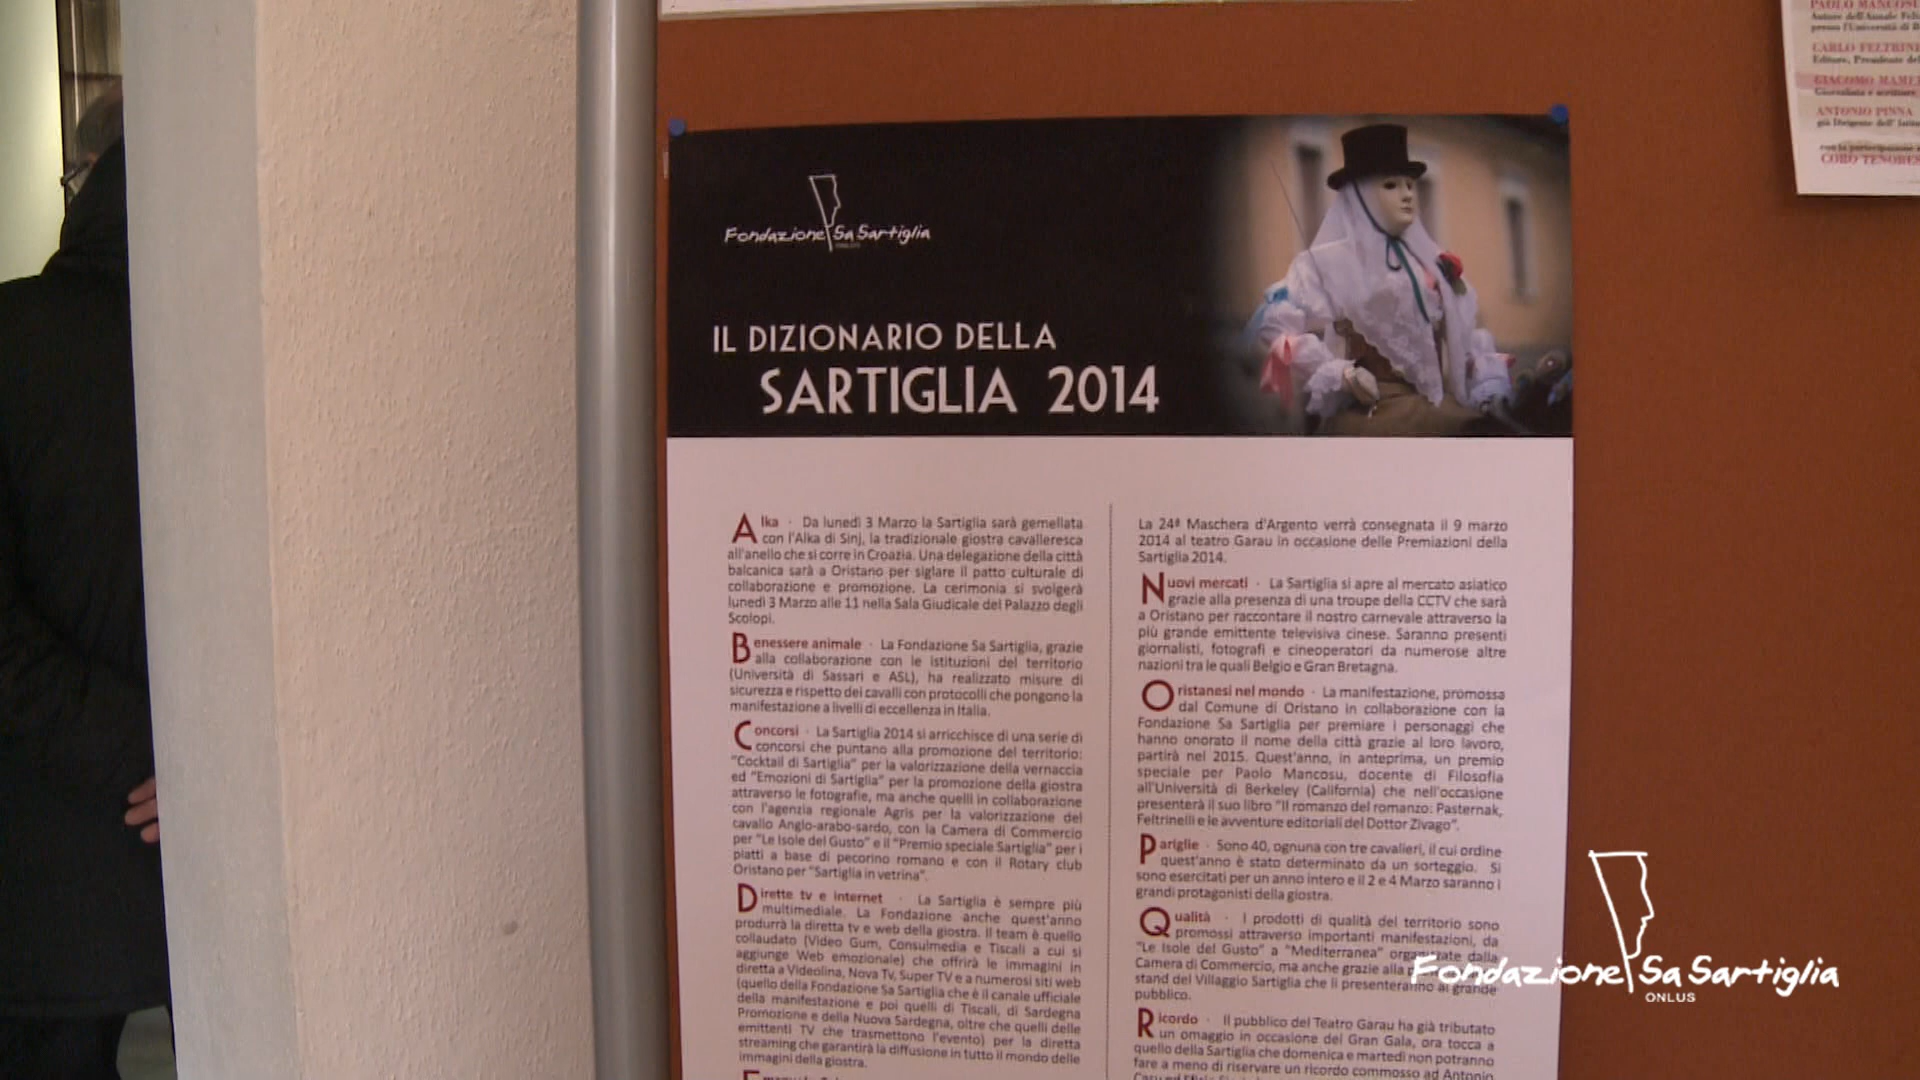 Fondazione Sa Sartiglia
IL DIZIONARIO DELLA
SARTIGLIA 2014
Alka - Da lunedì 3 Marzo la Sartiglia sarà gemellata
con l'Alka di Sinj, la tradizionale giostra cavalleresca
all'anello che si corre in Croazia. Una delegazione della città
balcanica sarà a Oristano per siglare il patto culturale di
collaborazione e promozione. La cerimonia si svolgerà
lunedì 3 Marzo alle 11 nella Sala Giudicale del Palazzo degli
Scolopi.
Benessere animale - La Fondazione Sa Sartiglia, grazie
alla collaborazione con le istituzioni del territorio
(Università di Sassari e ASL), ha realizzato misure di
sicurezza e rispetto dei cavalli con protocolli che pongono la
manifestazione a livelli di eccellenza in Italia.
Concorsi - La Sartiglia 2014 si arricchisce di una serie di
concorsi che puntano alla promozione del territorio:
"Cocktail di Sartiglia" per la valorizzazione della vernaccia
ed "Emozioni di Sartiglia" per la promozione della giostra
attraverso le fotografie, ma anche quelli in collaborazione
con l'agenzia regionale Agris per la valorizzazione del
cavallo Anglo-arabo-sardo, con la Camera di Commercio
per "Le Isole del Gusto" e il "Premio speciale Sartiglia" per i
piatti a base di pecorino romano e con il Rotary club
Oristano per "Sartiglia in vetrina".
Dirette tv e internet - La Sartiglia è sempre più
multimediale. La Fondazione anche quest'anno
produrrà la diretta tv e web della giostra. Il team è quello
collaudato (Video Gum, Consulmedia e Tiscali a cui si
aggiunge Web emozionale) che offrirà le immagini in
diretta a Videolina, Nova Tv, Super TV e a numerosi siti web
(quello della Fondazione Sa Sartiglia che è il canale ufficiale
della manifestazione e poi quelli di Tiscali, di Sardegna
Promozione e della Nuova Sardegna, oltre che quelli delle
emittenti TV che trasmettono l'evento) per la diretta
streaming che garantirà la diffusione in tutto il mondo delle
immagini della giostra.
La 24ª Maschera d'Argento verrà consegnata il 9 marzo
2014 al teatro Garau in occasione delle Premiazioni della
Sartiglia 2014.
Nuovi mercati - La Sartiglia si apre al mercato asiatico
grazie alla presenza di una troupe della CCTV che sarà
a Oristano per raccontare il nostro carnevale attraverso la
più grande emittente televisiva cinese. Saranno presenti
giornalisti, fotografi e cineoperatori da numerose altre
nazioni tra le quali Belgio e Gran Bretagna.
Oristanesi nel mondo - La manifestazione, promossa
dal Comune di Oristano in collaborazione con la
Fondazione Sa Sartiglia per premiare i personaggi che
hanno onorato il nome della città grazie al loro lavoro,
partirà nel 2015. Quest'anno, in anteprima, un premio
speciale per Paolo Mancosu, docente di Filosofia
all'Università di Berkeley (California) che nell'occasione
presenterà il suo libro "Il romanzo del romanzo: Pasternak,
Feltrinelli e le avventure editoriali del Dottor Zivago".
Pariglie - Sono 40, ognuna con tre cavalieri, il cui ordine
quest'anno è stato determinato da un sorteggio. Si
sono esercitati per un anno intero e il 2 e 4 Marzo saranno i
grandi protagonisti della giostra.
Qualità - I prodotti di qualità del territorio sono
promossi attraverso importanti manifestazioni, da
"Le Isole del Gusto" a "Mediterranea" organizzate dalla
Camera di Commercio, ma anche grazie alla
stand del Villaggio Sartiglia che li presenteranno al grande
pubblico.
Ricordo - Il pubblico del Teatro Garau ha già tributato
un omaggio in occasione del Gran Gala, ora tocca a
quello della Sartiglia che domenica e martedì non potranno
fare a meno di riservare un ricordo commosso ad Antonio
PAOLO MANCOSU
CARLO FELTRINE
Editore, Presidente del
GIACOMO MAME
Giornalista e scrittore
ANTONIO PINNA
già Dirigente dell'
CORO TENORES
Fondazione Sa Sartiglia
ONLUS